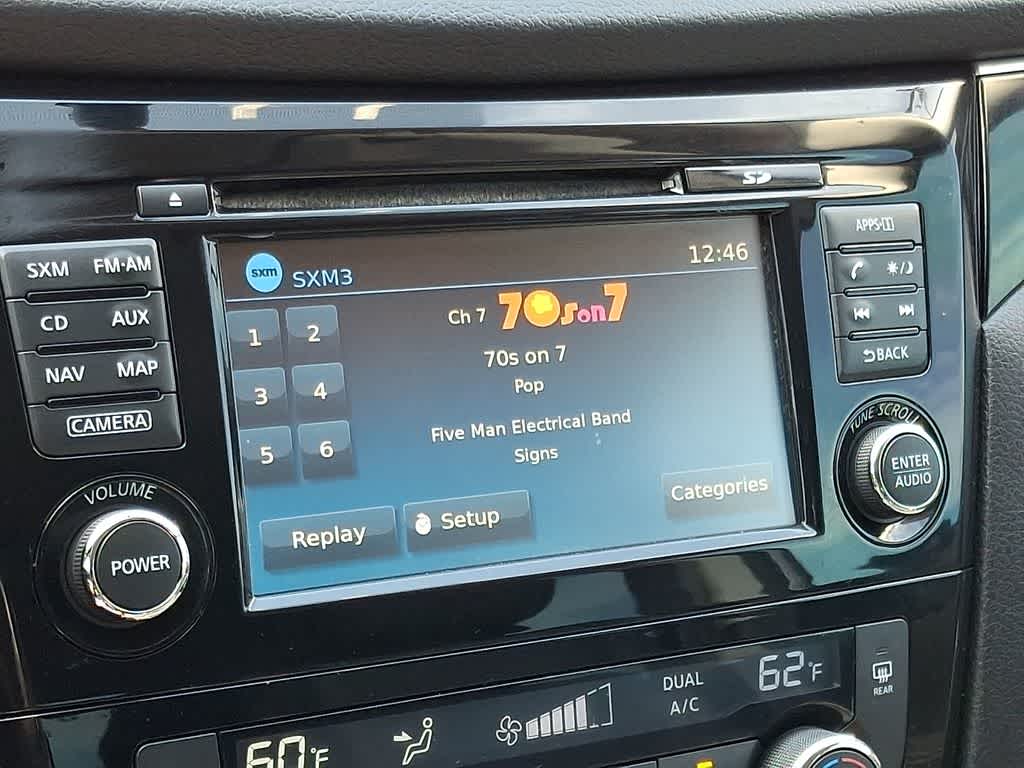 SD
APPS·[i]
SXM FM·AM
CD AUX
NAV MAP
CAMERA
VOLUME
POWER
sxm SXM3 12:46
1 2
3 4
5 6
Ch 7 70s on 7
70s on 7
Pop
Five Man Electrical Band
Signs
Replay Setup Categories
BACK
TUNE SCROLL
ENTER
AUDIO
60°F
DUAL
A/C
62°F
REAR